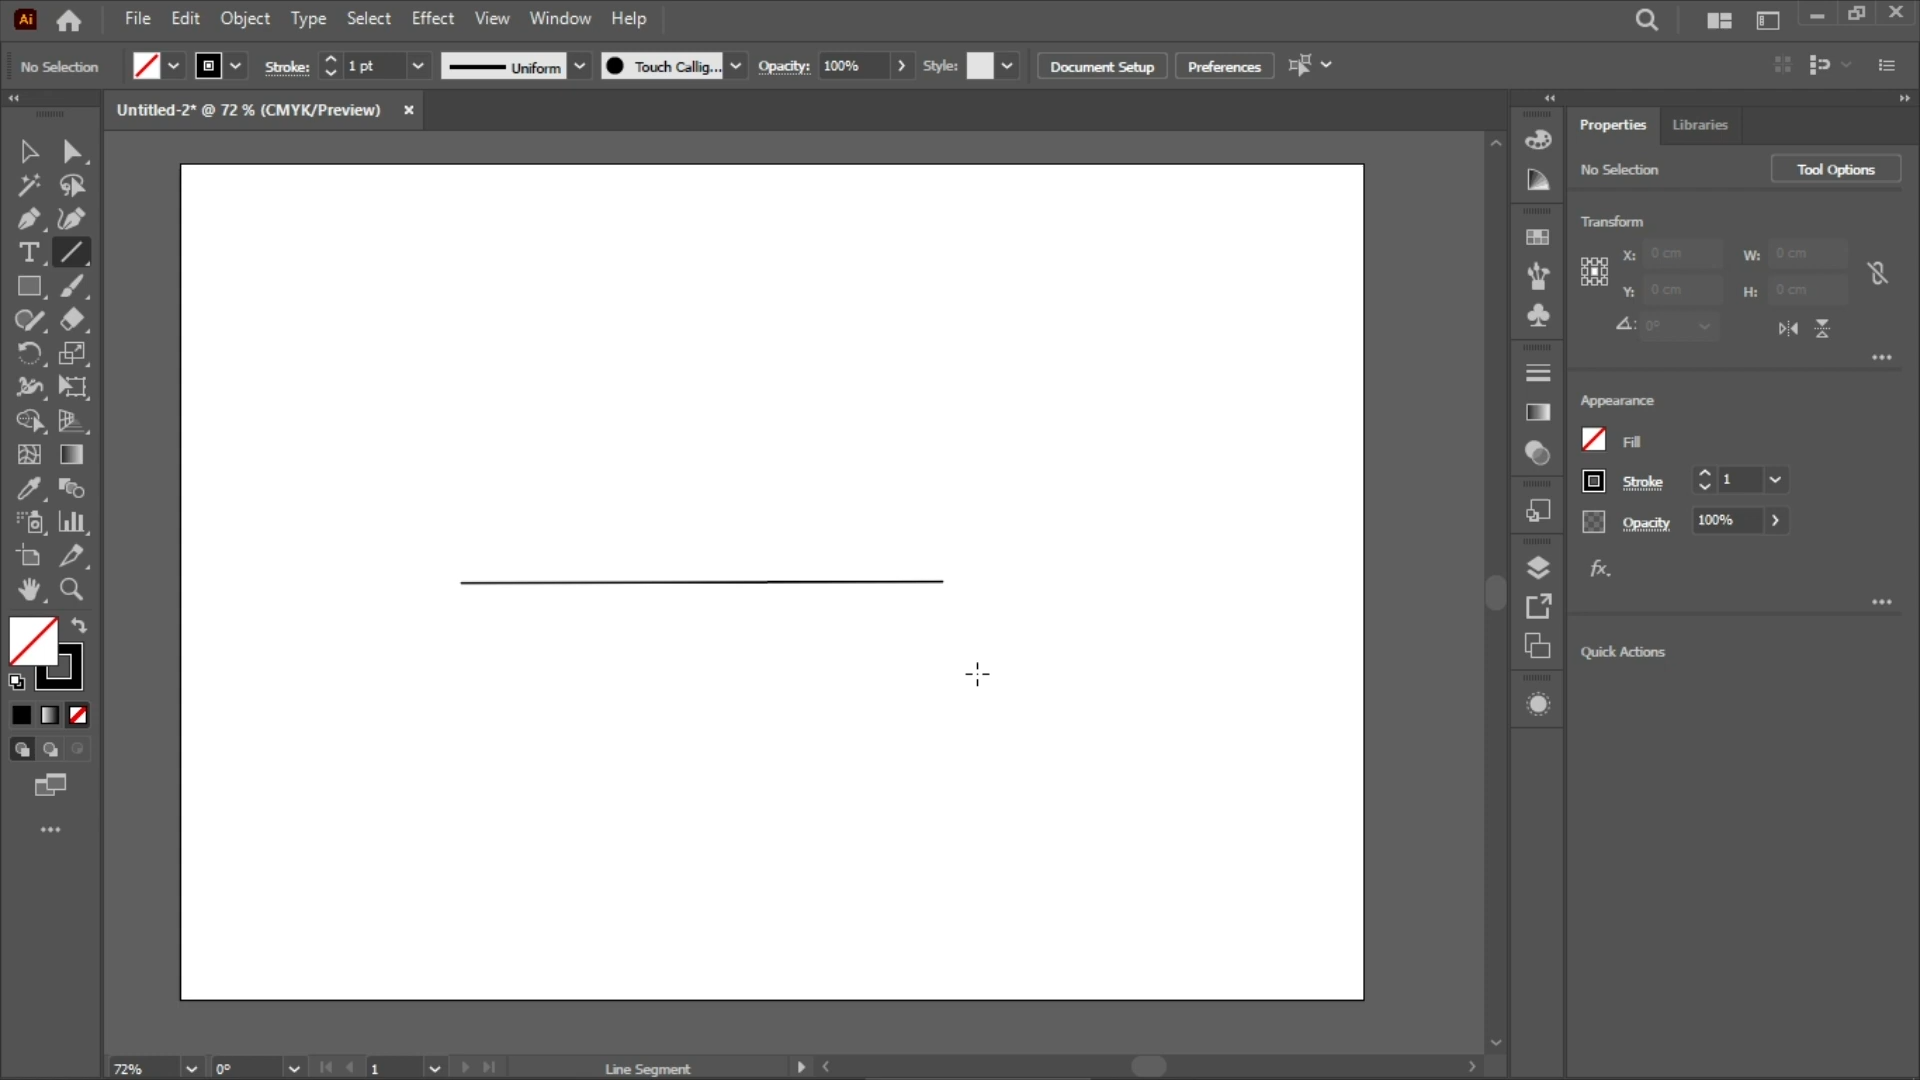 Ai
File Edit Object Type Select Effect View Window Help
No Selection
Stroke: 1 pt
Uniform
Touch Callig...
Opacity: 100%
Style:
Document Setup
Preferences
Untitled-2* @ 72 % (CMYK/Preview)
Properties Libraries
No Selection
Tool Options
Transform
X: 0 cm W: 0 cm
Y: 0 cm H: 0 cm
0°
Appearance
Fill
Stroke 1
Opacity 100%
fx.
Quick Actions
72% 0° 1 Line Segment